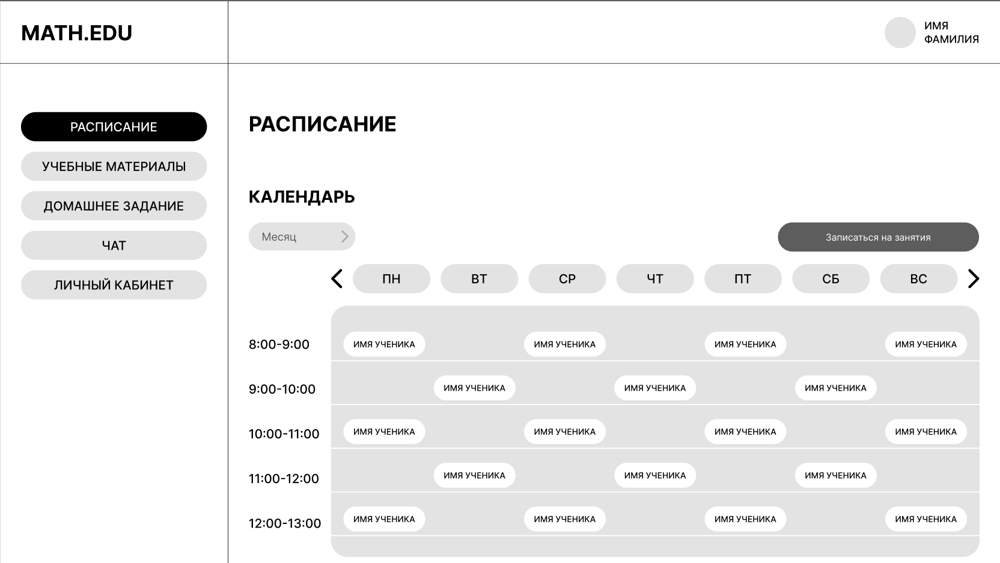 MATH.EDU
ИМЯ
ФАМИЛИЯ
РАСПИСАНИЕ
УЧЕБНЫЕ МАТЕРИАЛЫ
ДОМАШНЕЕ ЗАДАНИЕ
ЧАТ
ЛИЧНЫЙ КАБИНЕТ
РАСПИСАНИЕ
КАЛЕНДАРЬ
Месяц
Записаться на занятия
ПН ВТ СР ЧТ ПТ СБ ВС
8:00-9:00 ИМЯ УЧЕНИКА ИМЯ УЧЕНИКА ИМЯ УЧЕНИКА ИМЯ УЧЕНИКА
9:00-10:00 ИМЯ УЧЕНИКА ИМЯ УЧЕНИКА ИМЯ УЧЕНИКА
10:00-11:00 ИМЯ УЧЕНИКА ИМЯ УЧЕНИКА ИМЯ УЧЕНИКА ИМЯ УЧЕНИКА
11:00-12:00 ИМЯ УЧЕНИКА ИМЯ УЧЕНИКА ИМЯ УЧЕНИКА
12:00-13:00 ИМЯ УЧЕНИКА ИМЯ УЧЕНИКА ИМЯ УЧЕНИКА ИМЯ УЧЕНИКА